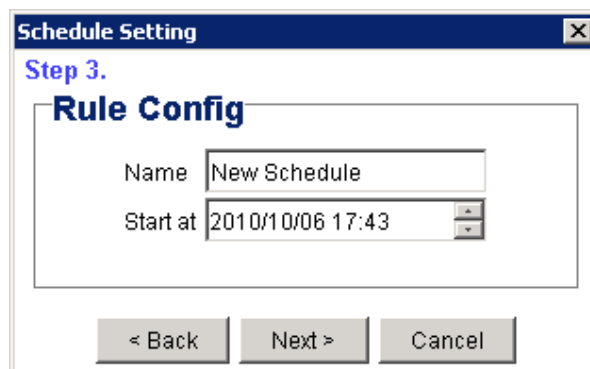 Schedule Setting
Step 3.
Rule Config
Name New Schedule
Start at 2010/10/06 17:43
< Back Next > Cancel